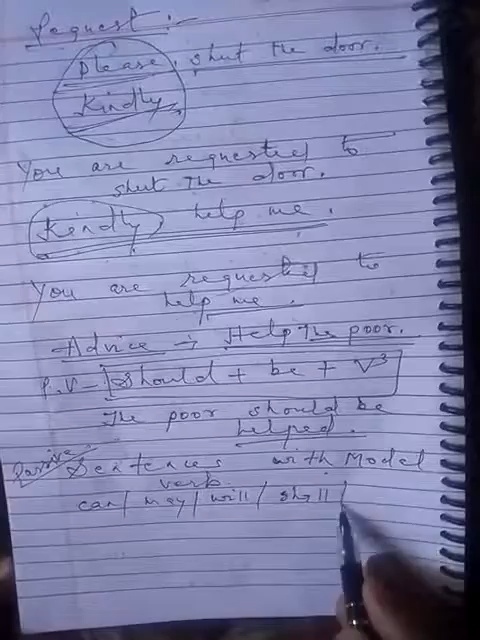 Request :-
Please, shut the door.
Kindly
You are requested to
shut the door.
Kindly help me.
You are requested to
help me.
Advice → Help the poor.
P.V - Should + be + V³
The poor should be
helped.
Passive Sentences with Model
verb
can/ may/ will/ shall/